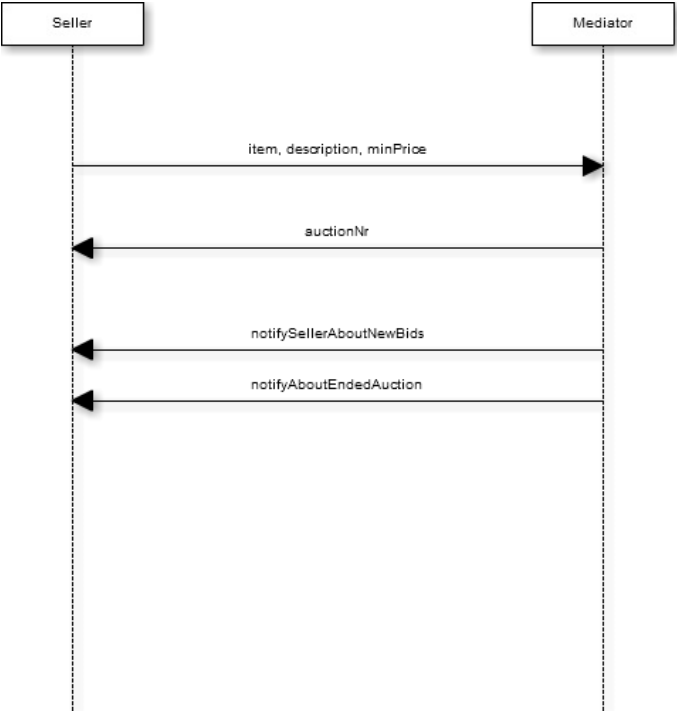 Seller
Mediator
item, description, minPrice
auctionNr
notifySellerAboutNewBids
notifyAboutEndedAuction